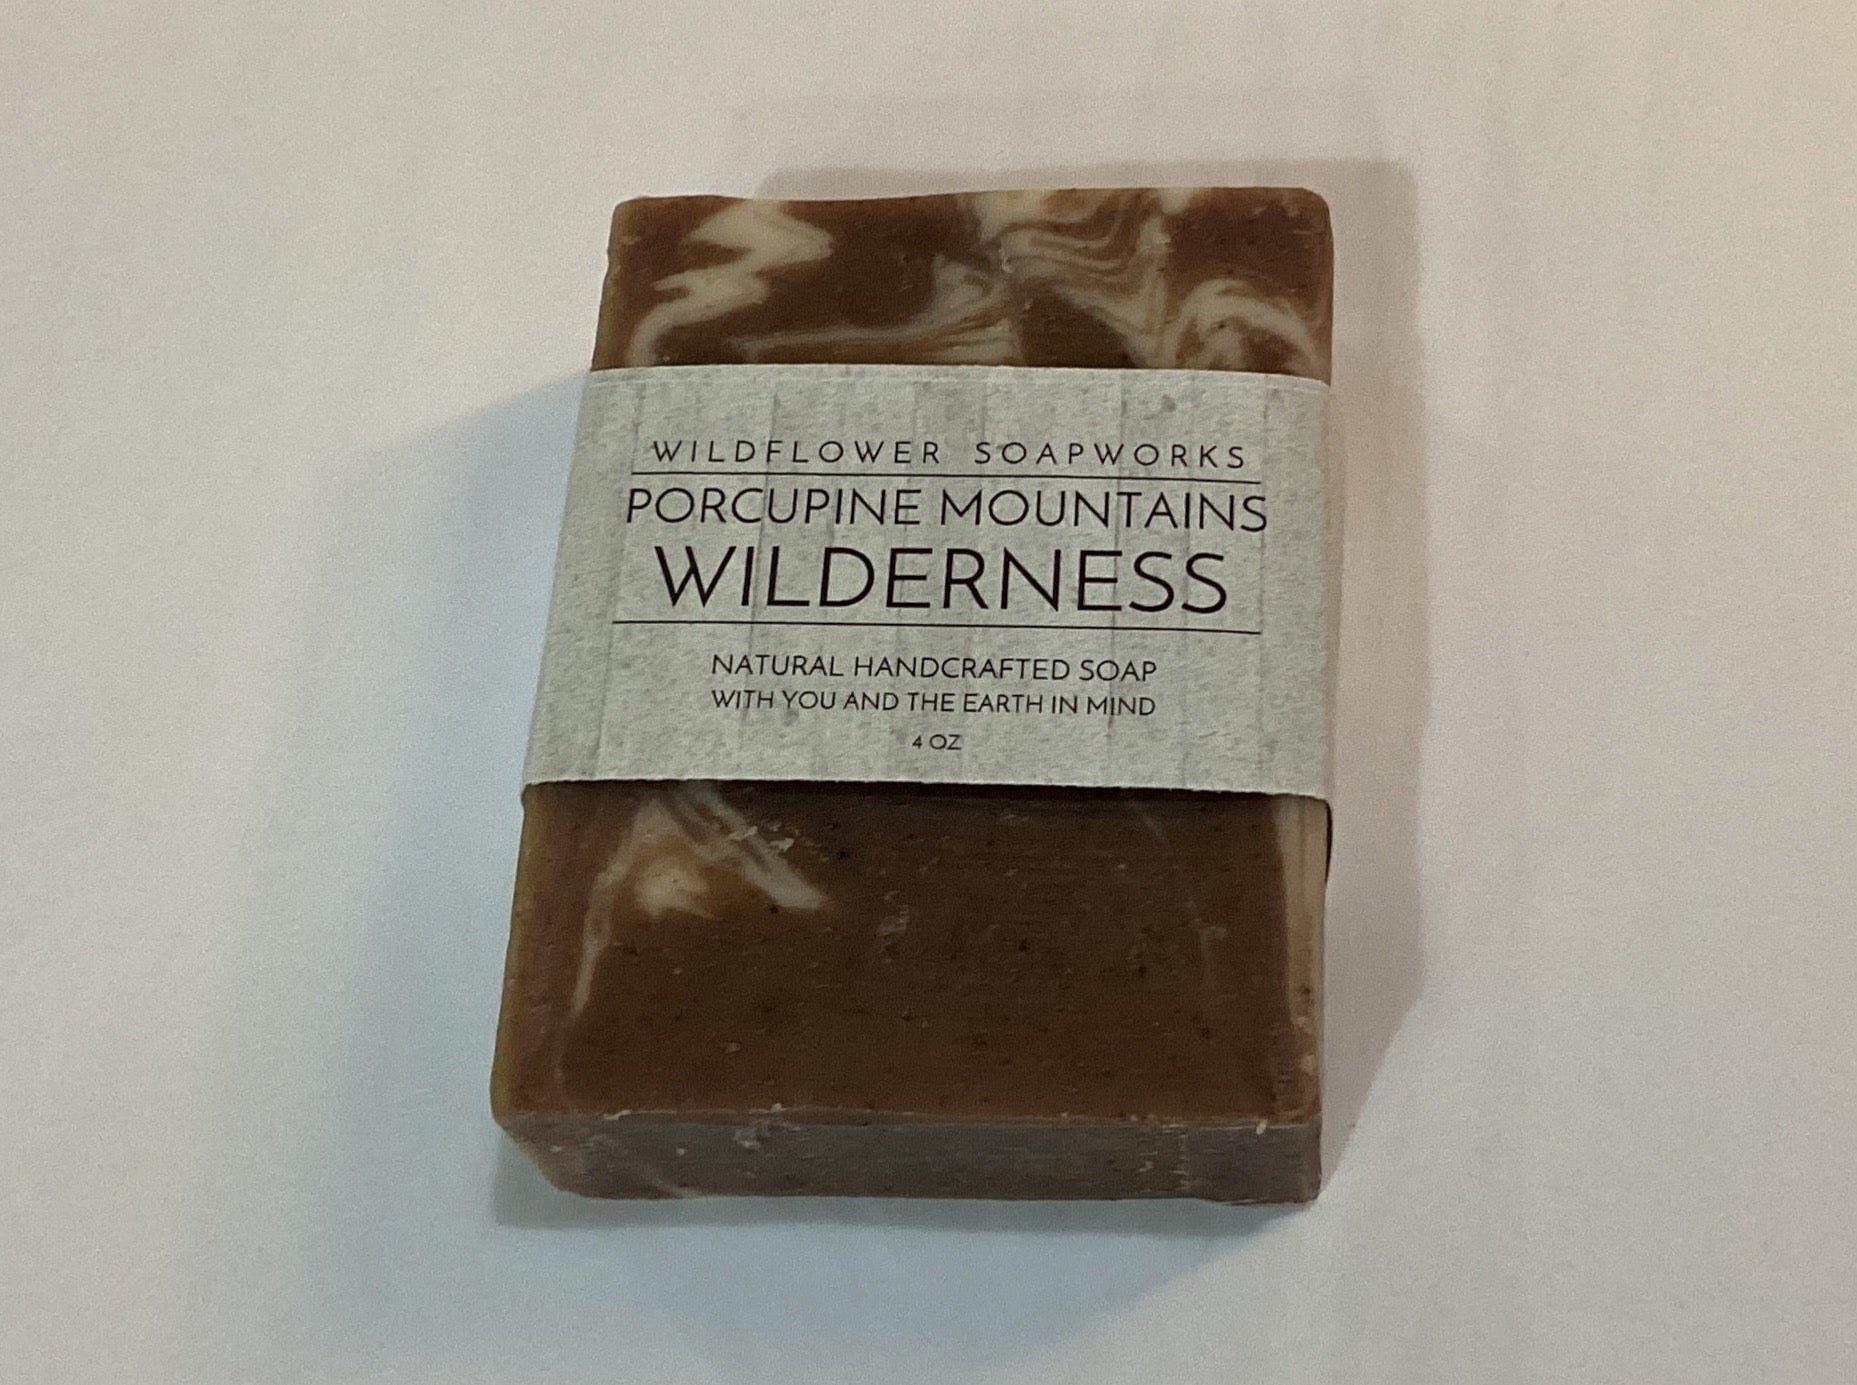 WILDFLOWER SOAPWORKS
PORCUPINE MOUNTAINS
WILDERNESS
NATURAL HANDCRAFTED SOAP
WITH YOU AND THE EARTH IN MIND
4 OZ